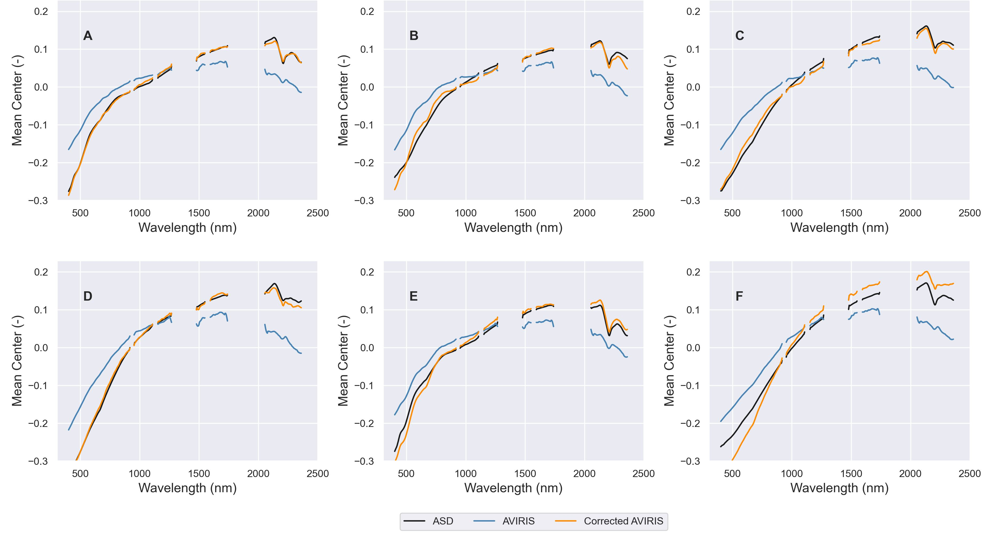 0.2 0.2 0.2
A B C
0.1 0.1 0.1
0.0 0.0 0.0
−0.1 −0.1 −0.1
−0.2 −0.2 −0.2
−0.3 −0.3 −0.3
Mean Center (-) Mean Center (-) Mean Center (-)
500 1000 1500 2000 2500 500 1000 1500 2000 2500 500 1000 1500 2000 2500
Wavelength (nm) Wavelength (nm) Wavelength (nm)
0.2 0.2 0.2
D E F
0.1 0.1 0.1
0.0 0.0 0.0
−0.1 −0.1 −0.1
−0.2 −0.2 −0.2
−0.3 −0.3 −0.3
Mean Center (-) Mean Center (-) Mean Center (-)
500 1000 1500 2000 2500 500 1000 1500 2000 2500 500 1000 1500 2000 2500
Wavelength (nm) Wavelength (nm) Wavelength (nm)
ASD AVIRIS Corrected AVIRIS